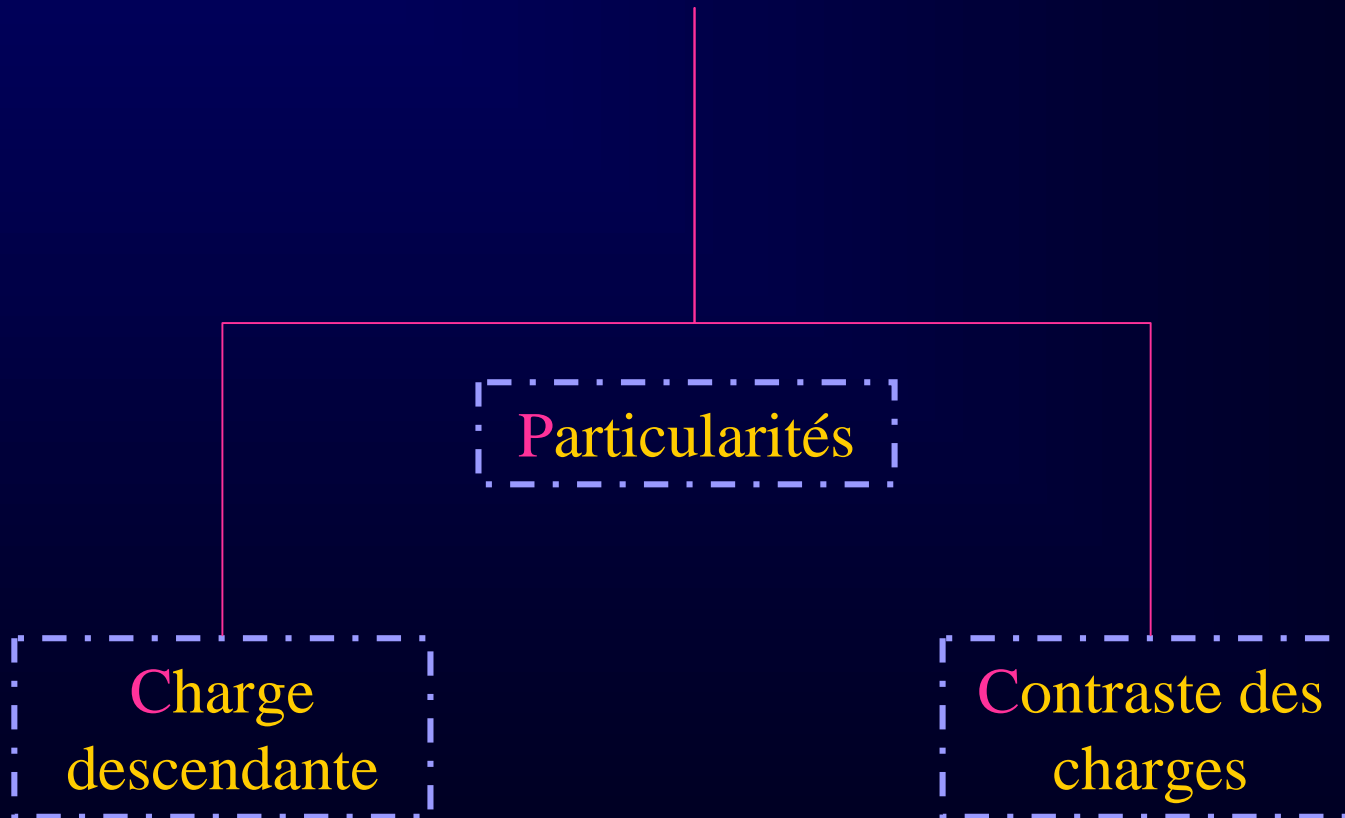 Particularités
Charge
descendante
Contraste des
charges